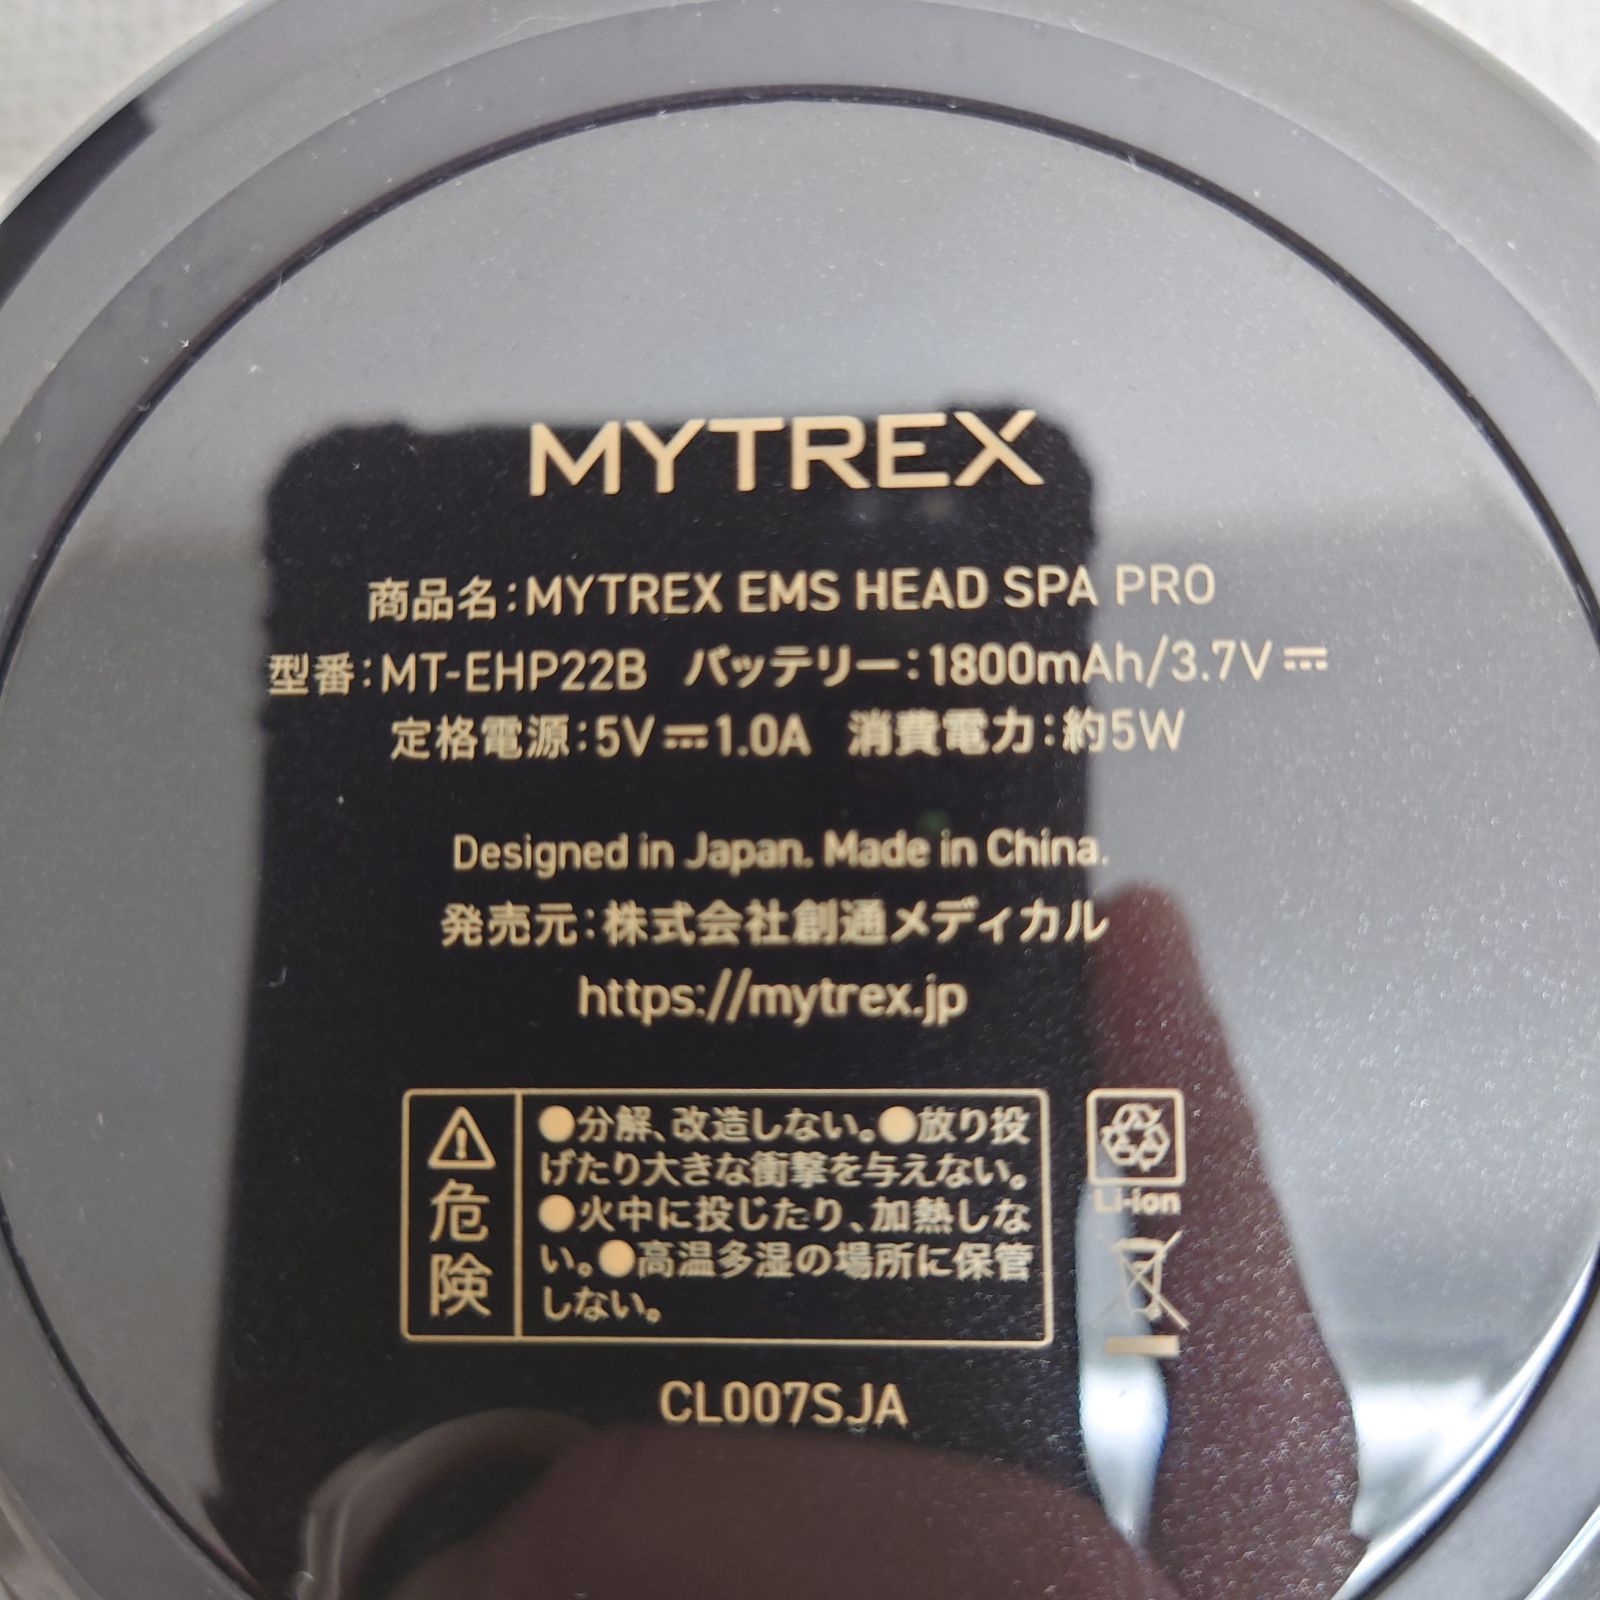 MYTREX
商品名:MYTREX EMS HEAD SPA PRO
型番:MT-EHP22B バッテリー:1800mAh/3.7V⎓
定格電源:5V⎓1.0A 消費電力:約5W
Designed in Japan. Made in China.
発売元:株式会社創通メディカル
https://mytrex.jp
危険
●分解、改造しない。●放り投
げたり大きな衝撃を与えない。
●火中に投じたり、加熱しな
い。●高温多湿の場所に保管
しない。
Li-ion
CL007SJA